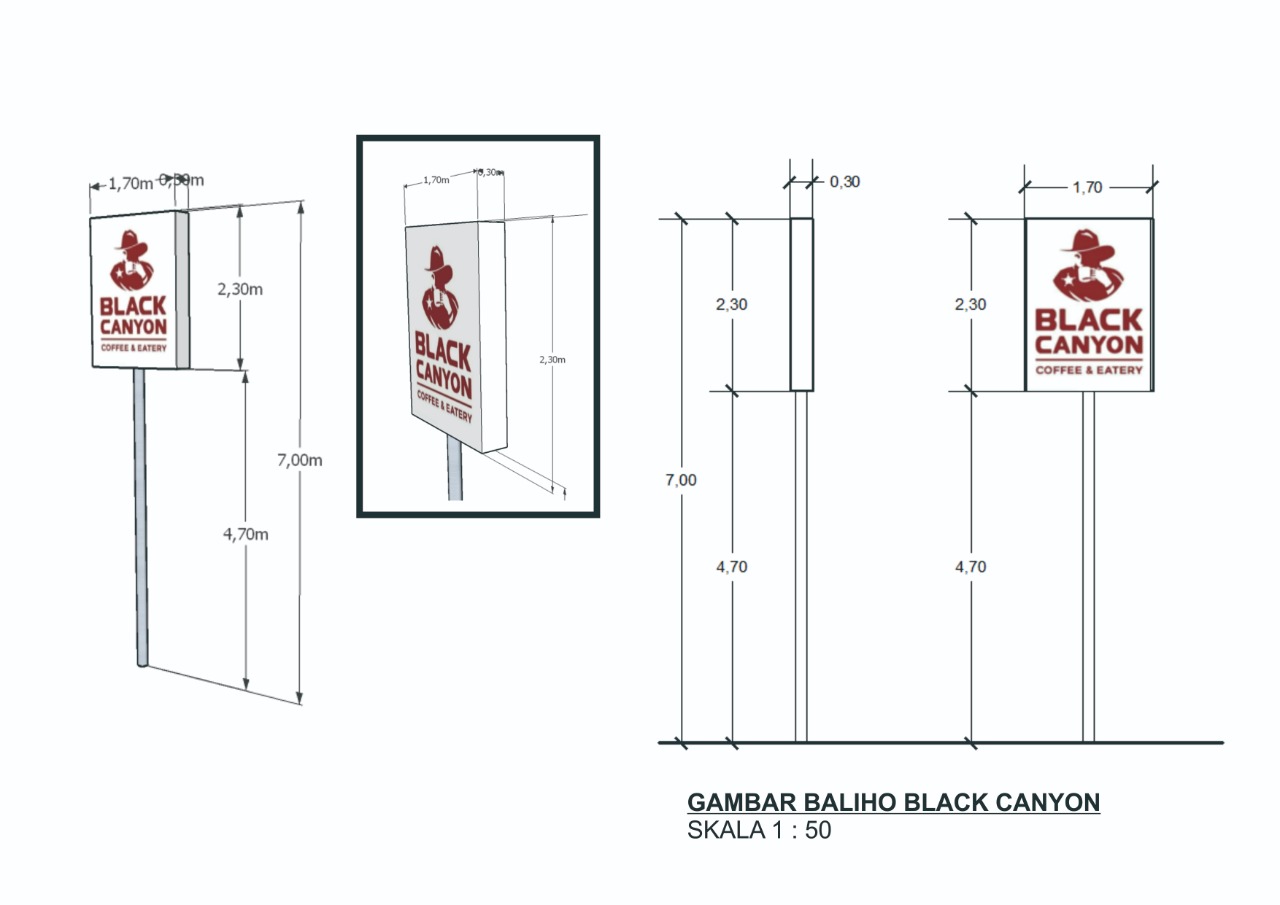 1,70m
0,30m
BLACK
CANYON
COFFEE & EATERY
2,30m
7,00m
4,70m
1,70m
0,30m
BLACK
CANYON
COFFEE & EATERY
2,30m
0,30
2,30
7,00
4,70
1,70
2,30
BLACK
CANYON
COFFEE & EATERY
4,70
GAMBAR BALIHO BLACK CANYON
SKALA 1 : 50